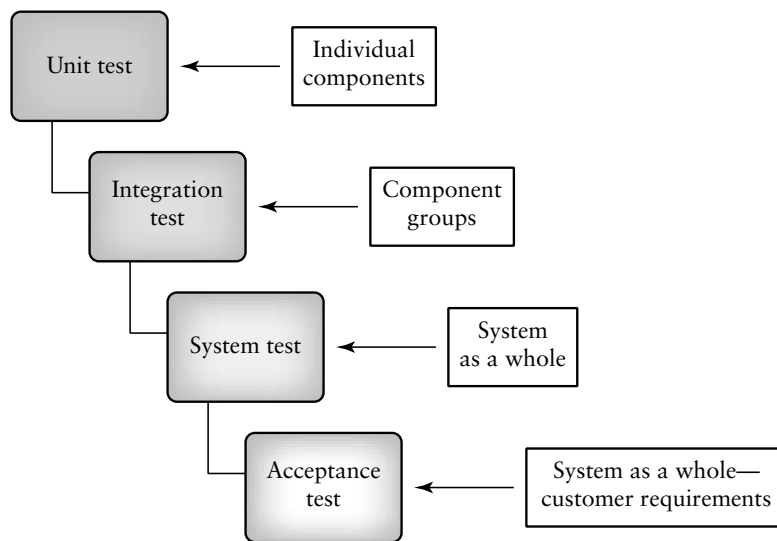 Unit test
Individual
components
Integration
test
Component
groups
System test
System
as a whole
Acceptance
test
System as a whole—
customer requirements